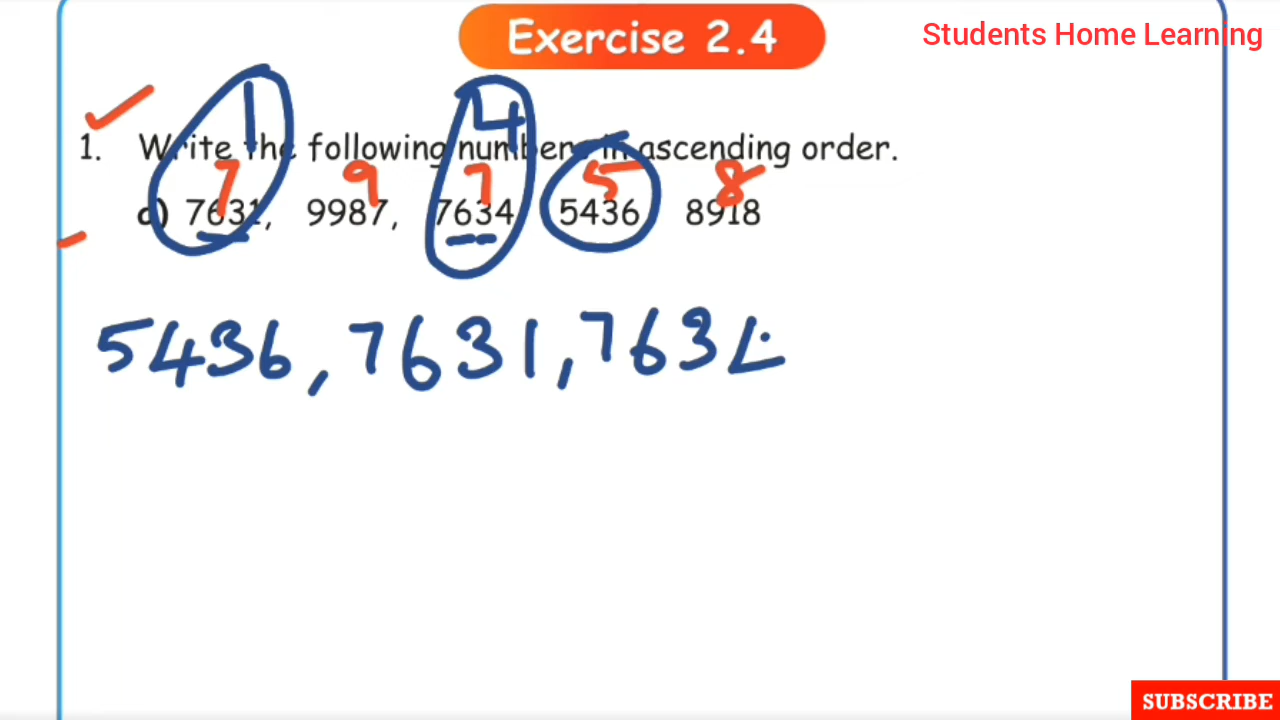 Exercise 2.4
Students Home Learning
1. Write the following numbers in ascending order.
1 4
7 9 7 5 8
c) 7631, 9987, 7634 5436 8918
5436, 7631, 7634
SUBSCRIBE